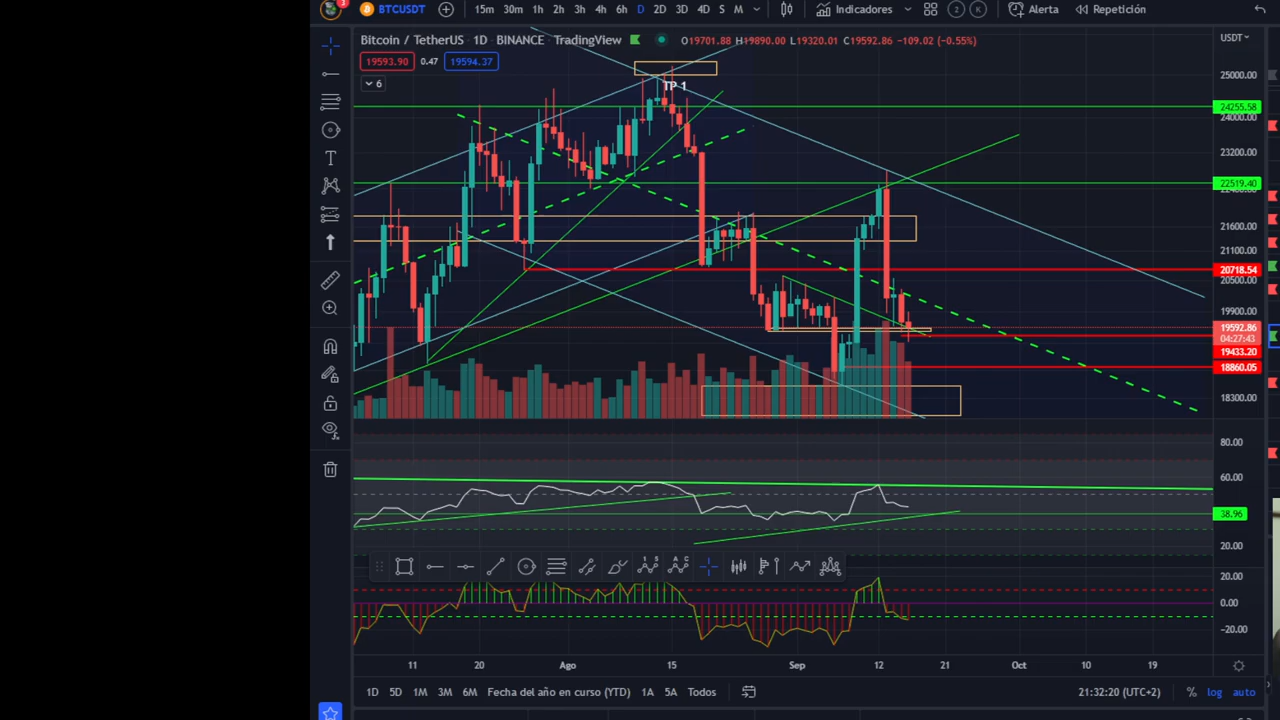 3
BTCUSDT
15m 30m 1h 2h 3h 4h 6h D 2D 3D 4D S M
Indicadores
2 K
Alerta
Repetición
Bitcoin / TetherUS · 1D · BINANCE · TradingView
O19701.88 H19890.00 L19320.01 C19592.86 −109.02 (−0.55%)
USDT
19593.90 0.47 19594.37
6
TP 1
25000.00
24255.58
24000.00
23200.00
22519.40
21600.00
21100.00
20718.54
20500.00
19900.00
19592.86
04:27:43
19433.20
18860.05
18300.00
80.00
60.00
38.96
20.00
20.00
0.00
−20.00
11 20 Ago 15 Sep 12 21 Oct 10 19
1D 5D 1M 3M 6M Fecha del año en curso (YTD) 1A 5A Todos
21:32:20 (UTC+2)
% log auto